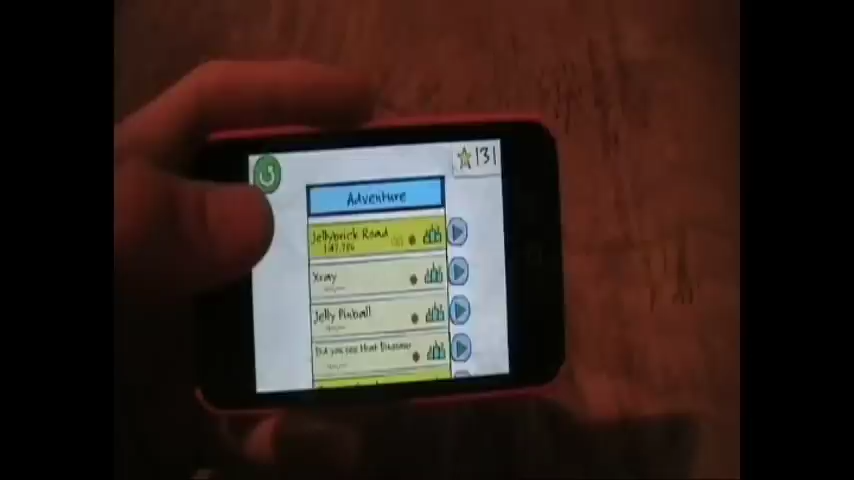 131
Adventure
Jellybrick Road
Xray
Jelly Pinball
Did you see that Dinosaur